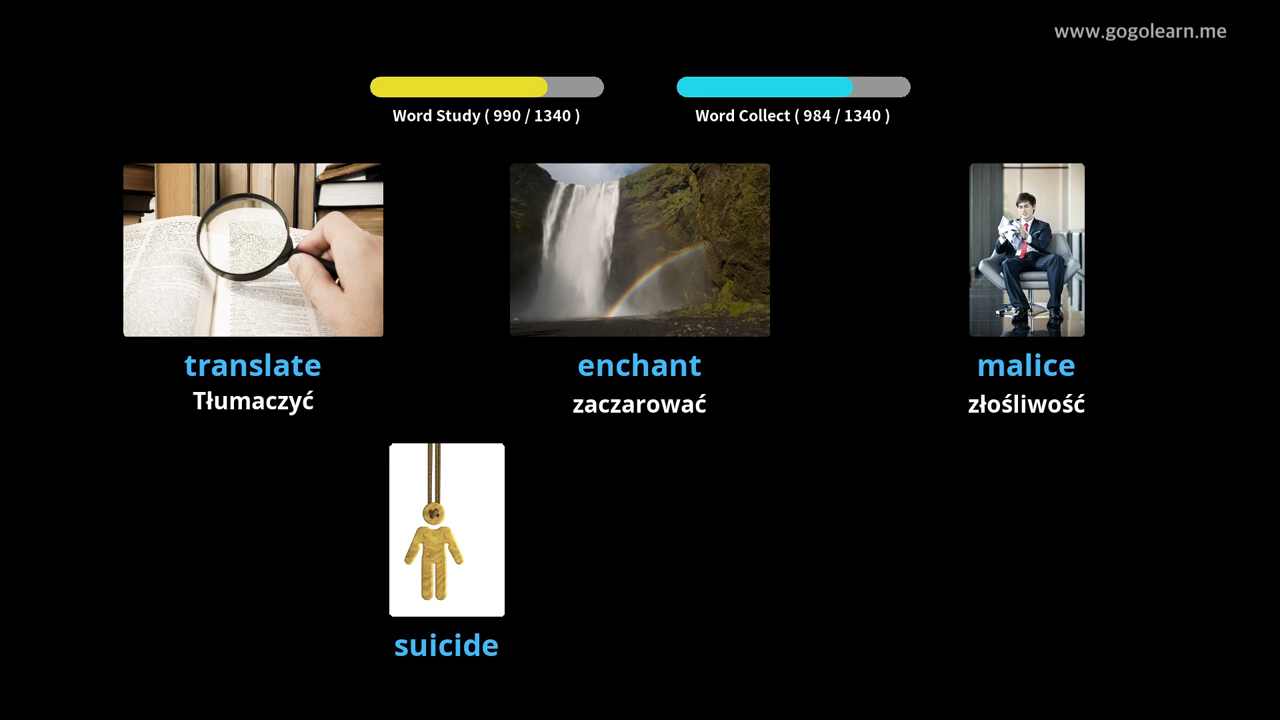 www.gogolearn.me
Word Study ( 990 / 1340 )
Word Collect ( 984 / 1340 )
translate
Tłumaczyć
enchant
zaczarować
malice
złośliwość
suicide